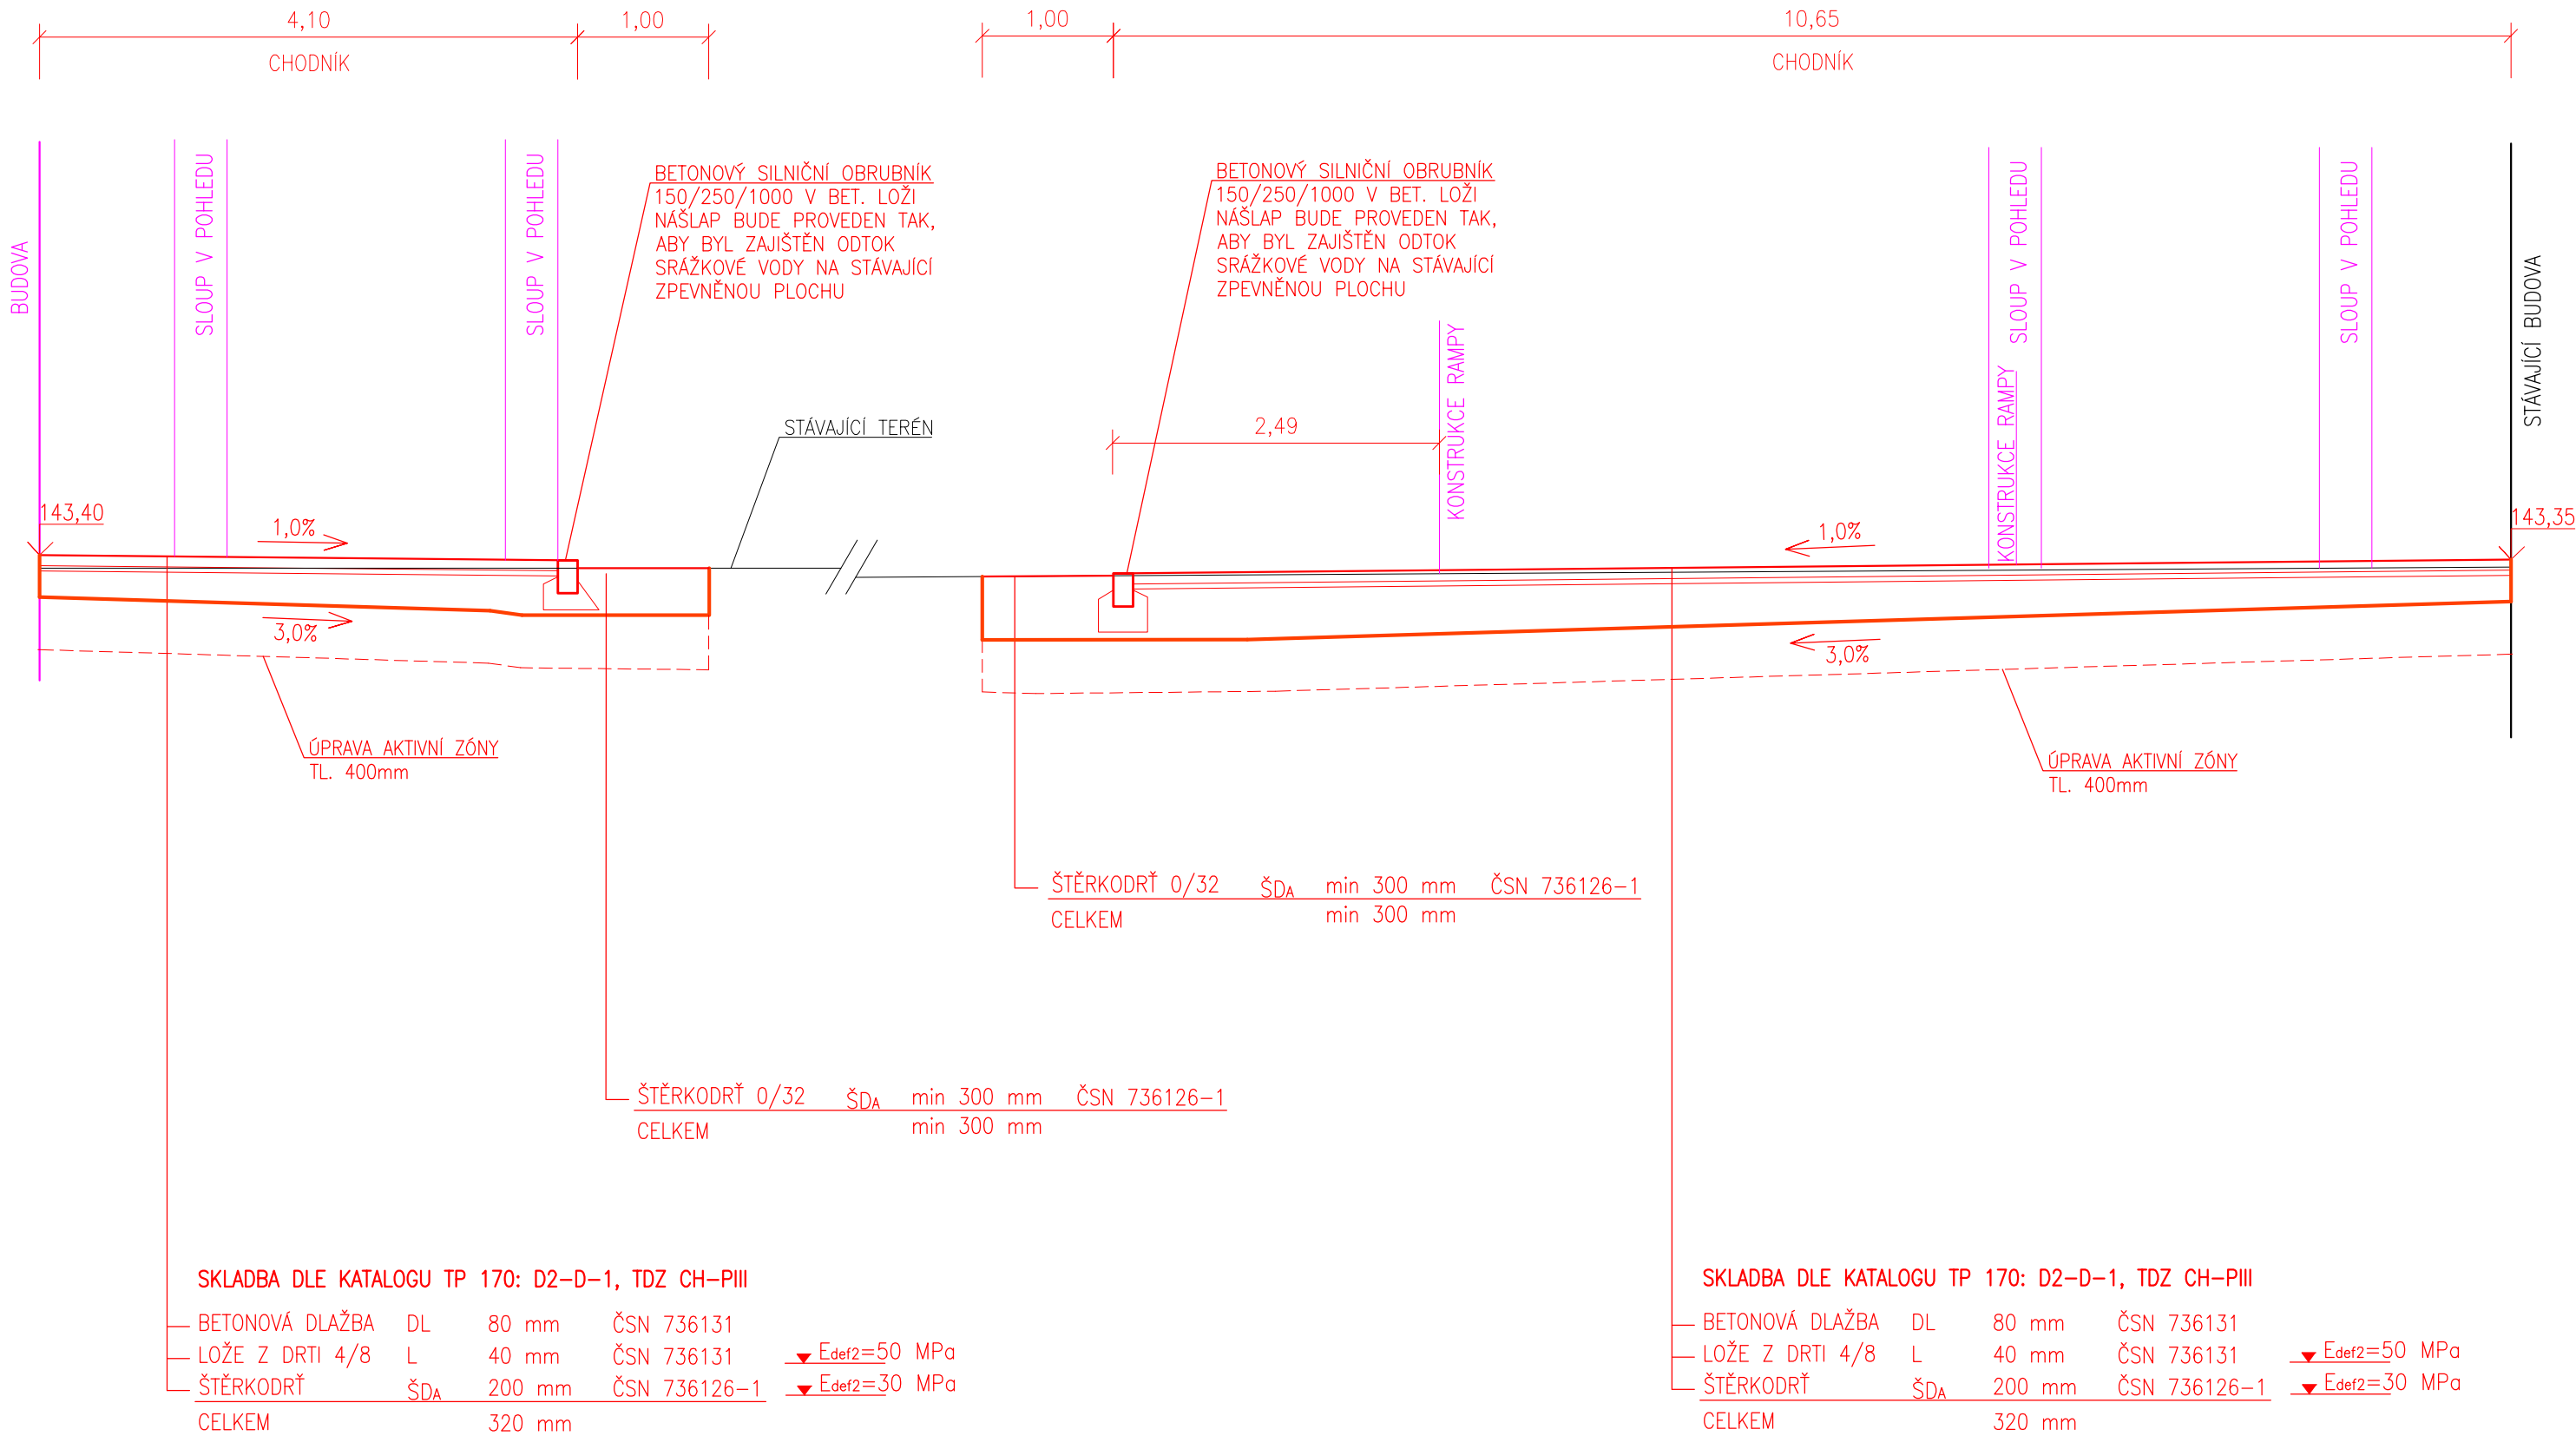 4,10
1,00
1,00
10,65
CHODNÍK
CHODNÍK
BUDOVA
SLOUP V POHLEDU
SLOUP V POHLEDU
BETONOVÝ SILNIČNÍ OBRUBNÍK
150/250/1000 V BET. LOŽI
NÁŠLAP BUDE PROVEDEN TAK,
ABY BYL ZAJIŠTĚN ODTOK
SRÁŽKOVÉ VODY NA STÁVAJÍCÍ
ZPEVNĚNOU PLOCHU
BETONOVÝ SILNIČNÍ OBRUBNÍK
150/250/1000 V BET. LOŽI
NÁŠLAP BUDE PROVEDEN TAK,
ABY BYL ZAJIŠTĚN ODTOK
SRÁŽKOVÉ VODY NA STÁVAJÍCÍ
ZPEVNĚNOU PLOCHU
SLOUP V POHLEDU
SLOUP V POHLEDU
STÁVAJÍCÍ BUDOVA
KONSTRUKCE RAMPY
KONSTRUKCE RAMPY
STÁVAJÍCÍ TERÉN
2,49
143,40
1,0%
1,0%
143,35
3,0%
3,0%
ÚPRAVA AKTIVNÍ ZÓNY
TL. 400mm
ÚPRAVA AKTIVNÍ ZÓNY
TL. 400mm
ŠTĚRKODRŤ 0/32 ŠDA min 300 mm ČSN 736126-1
CELKEM min 300 mm
ŠTĚRKODRŤ 0/32 ŠDA min 300 mm ČSN 736126-1
CELKEM min 300 mm
SKLADBA DLE KATALOGU TP 170: D2-D-1, TDZ CH-PIII
BETONOVÁ DLAŽBA DL 80 mm ČSN 736131
LOŽE Z DRTI 4/8 L 40 mm ČSN 736131 Edef2=50 MPa
ŠTĚRKODRŤ ŠDA 200 mm ČSN 736126-1 Edef2=30 MPa
CELKEM 320 mm
SKLADBA DLE KATALOGU TP 170: D2-D-1, TDZ CH-PIII
BETONOVÁ DLAŽBA DL 80 mm ČSN 736131
LOŽE Z DRTI 4/8 L 40 mm ČSN 736131 Edef2=50 MPa
ŠTĚRKODRŤ ŠDA 200 mm ČSN 736126-1 Edef2=30 MPa
CELKEM 320 mm